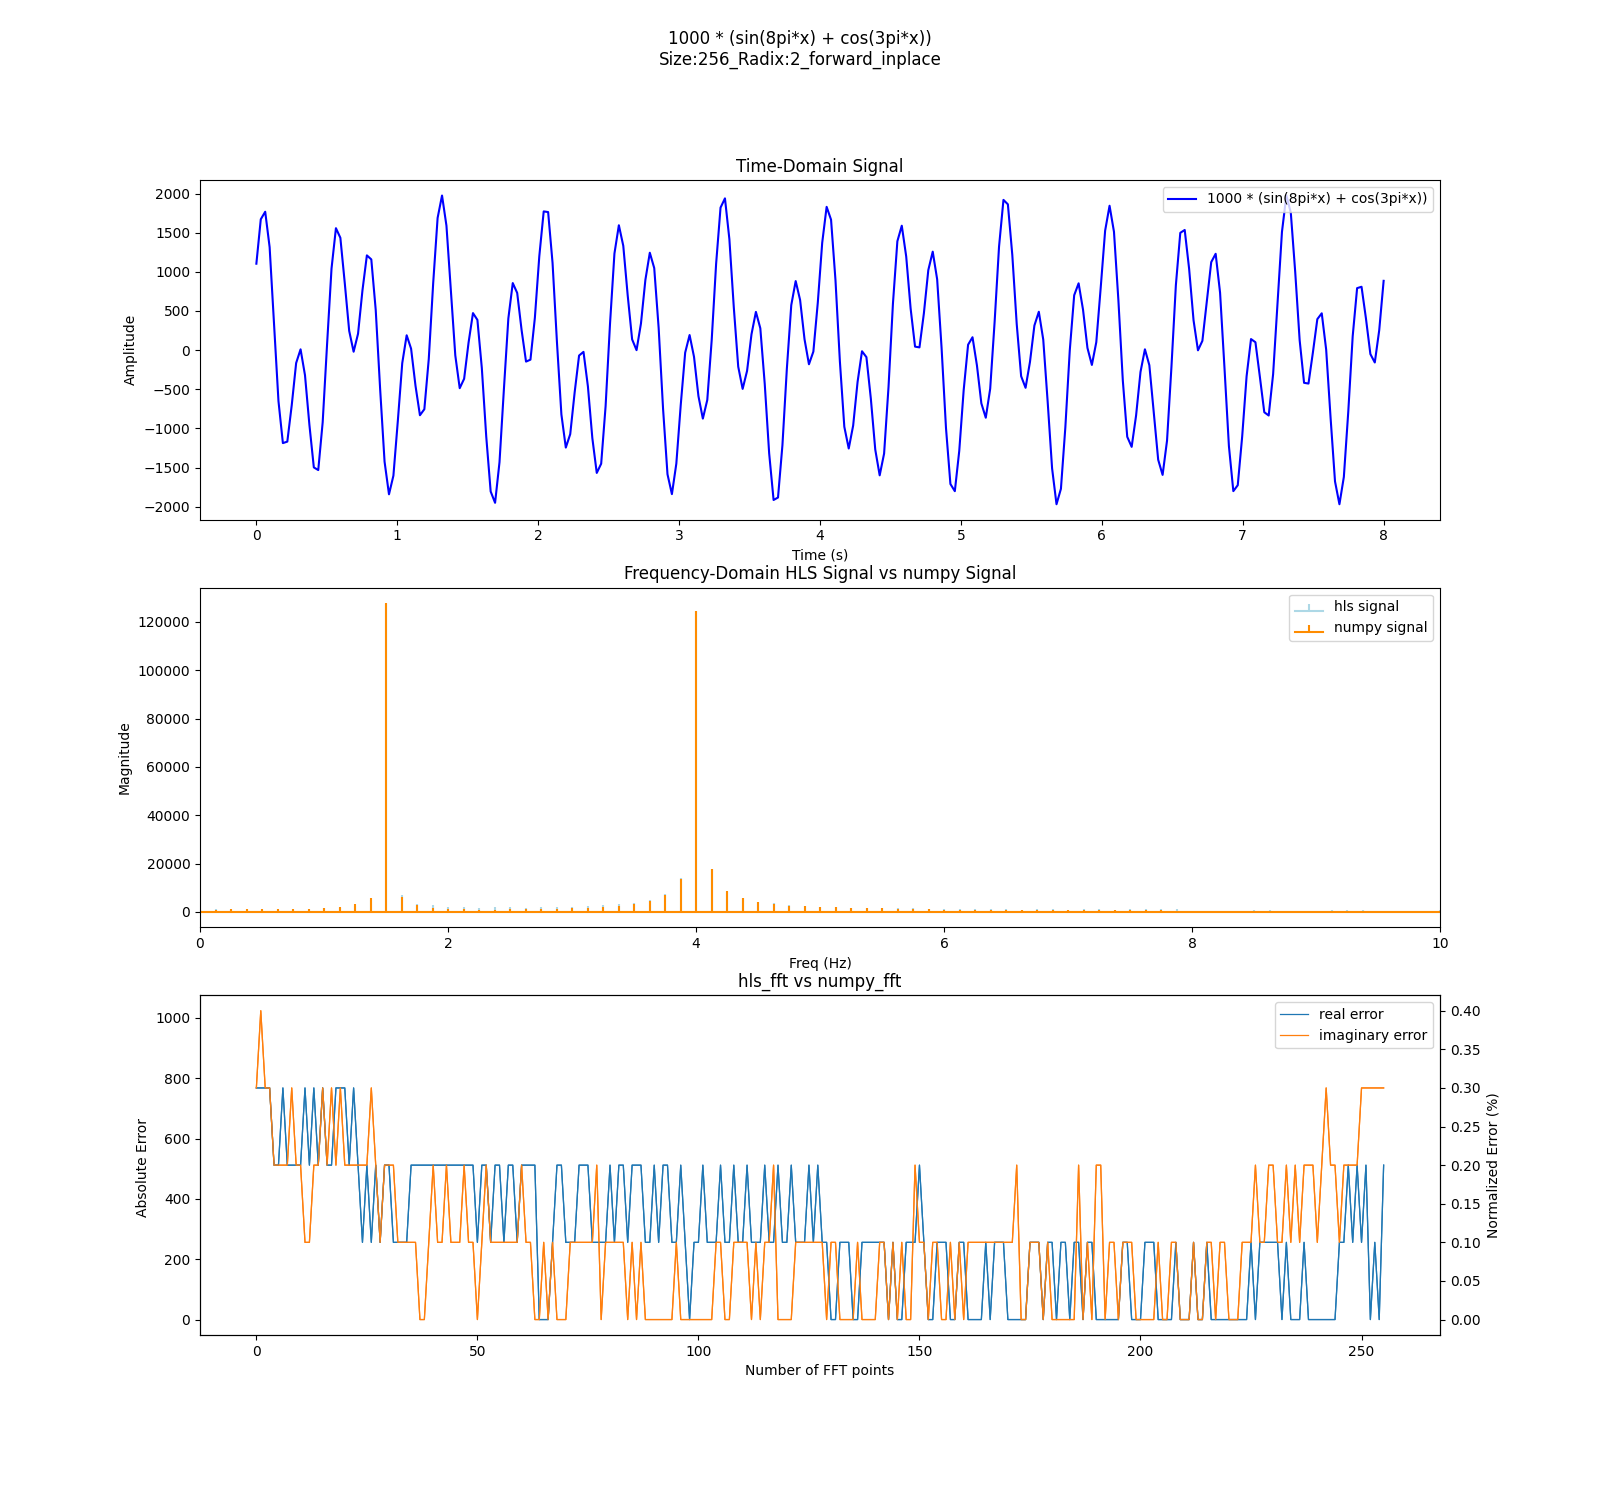 1000 * (sin(8pi*x) + cos(3pi*x))
Size:256_Radix:2_forward_inplace
Time-Domain Signal
1000 * (sin(8pi*x) + cos(3pi*x))
Amplitude
2000
1500
1000
500
0
−500
−1000
−1500
−2000
0 1 2 3 4 5 6 7 8
Time (s)
Frequency-Domain HLS Signal vs numpy Signal
hls signal
numpy signal
Magnitude
120000
100000
80000
60000
40000
20000
0
0 2 4 6 8 10
Freq (Hz)
hls_fft vs numpy_fft
real error
imaginary error
Absolute Error
1000
800
600
400
200
0
0.40
0.35
0.30
0.25
0.20
0.15
0.10
0.05
0.00
Normalized Error (%)
0 50 100 150 200 250
Number of FFT points